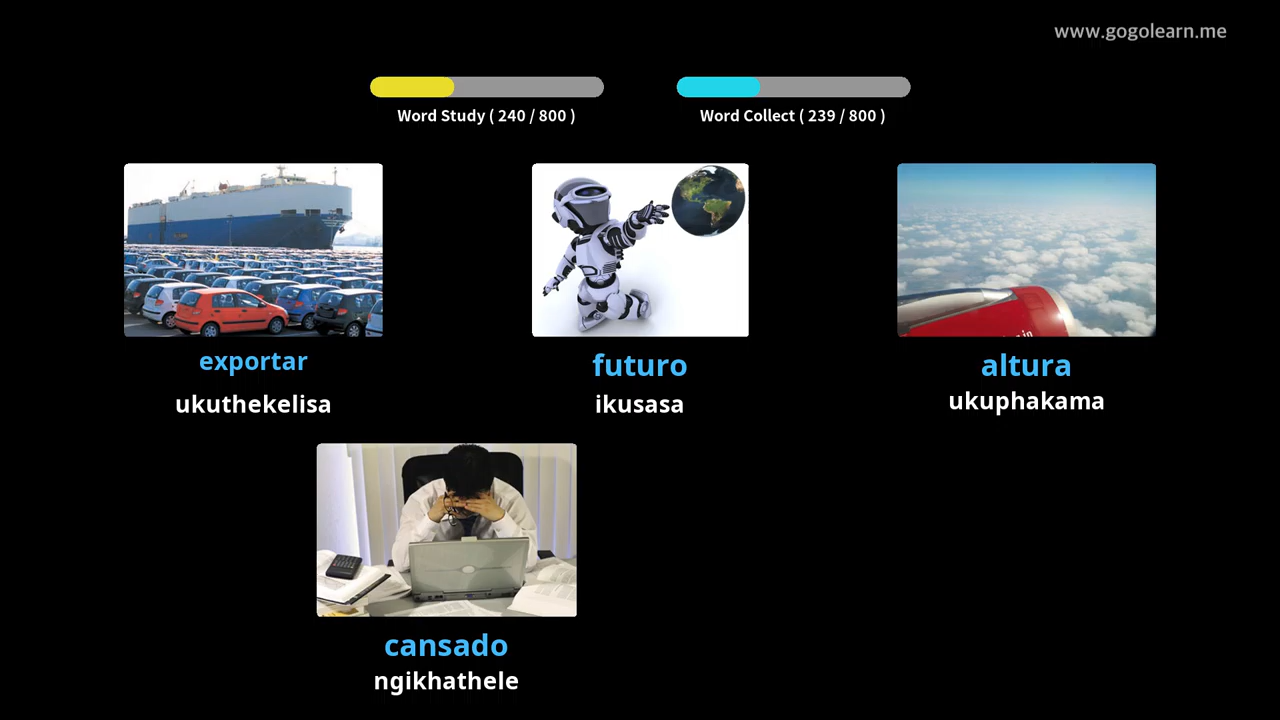 www.gogolearn.me
Word Study ( 240 / 800 )
Word Collect ( 239 / 800 )
exportar
ukuthekelisa
futuro
ikusasa
altura
ukuphakama
cansado
ngikhathele